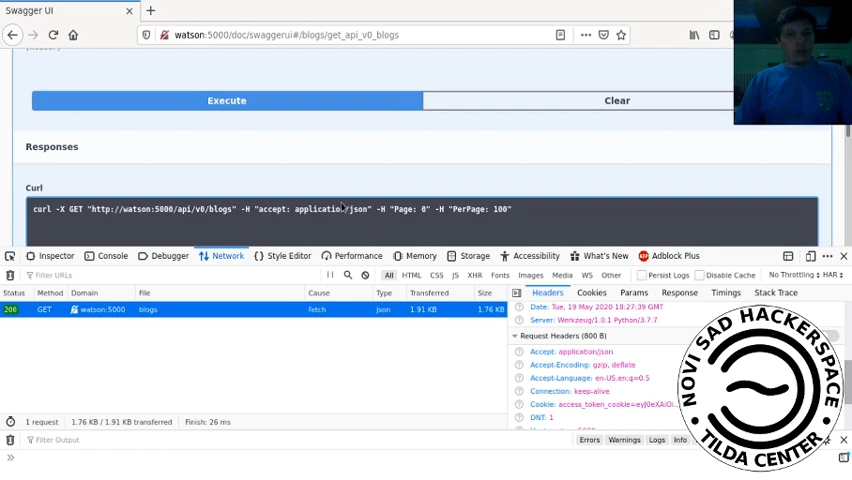 Swagger UI
watson:5000/doc/swaggerui#/blogs/get_api_v0_blogs
Execute
Clear
Responses
Curl
curl -X GET "http://watson:5000/api/v0/blogs" -H "accept: application/json" -H "Page: 0" -H "PerPage: 100"
Inspector Console Debugger Network Style Editor Performance Memory Storage Accessibility What's New Adblock Plus
Filter URLs
All HTML CSS JS XHR Fonts Images Media WS Other Persist Logs Disable Cache No Throttling HAR
Status Method Domain File Cause Type Transferred Size
200 GET watson:5000 blogs fetch json 1.91 KB 1.76 KB
Headers Cookies Params Response Timings Stack Trace
Date: Tue, 19 May 2020 18:27:39 GMT
Server: Werkzeug/1.0.1 Python/3.7.7
Request Headers (800 B)
Accept: application/json
Accept-Encoding: gzip, deflate
Accept-Language: en-US,en;q=0.5
Connection: keep-alive
Cookie: access_token_cookie=eyJ0eXAiOi...
DNT: 1
1 request 1.76 KB / 1.91 KB transferred Finish: 26 ms
Filter Output
Errors Warnings Logs Info
NOVI SAD HACKERSPACE
TILDA CENTER